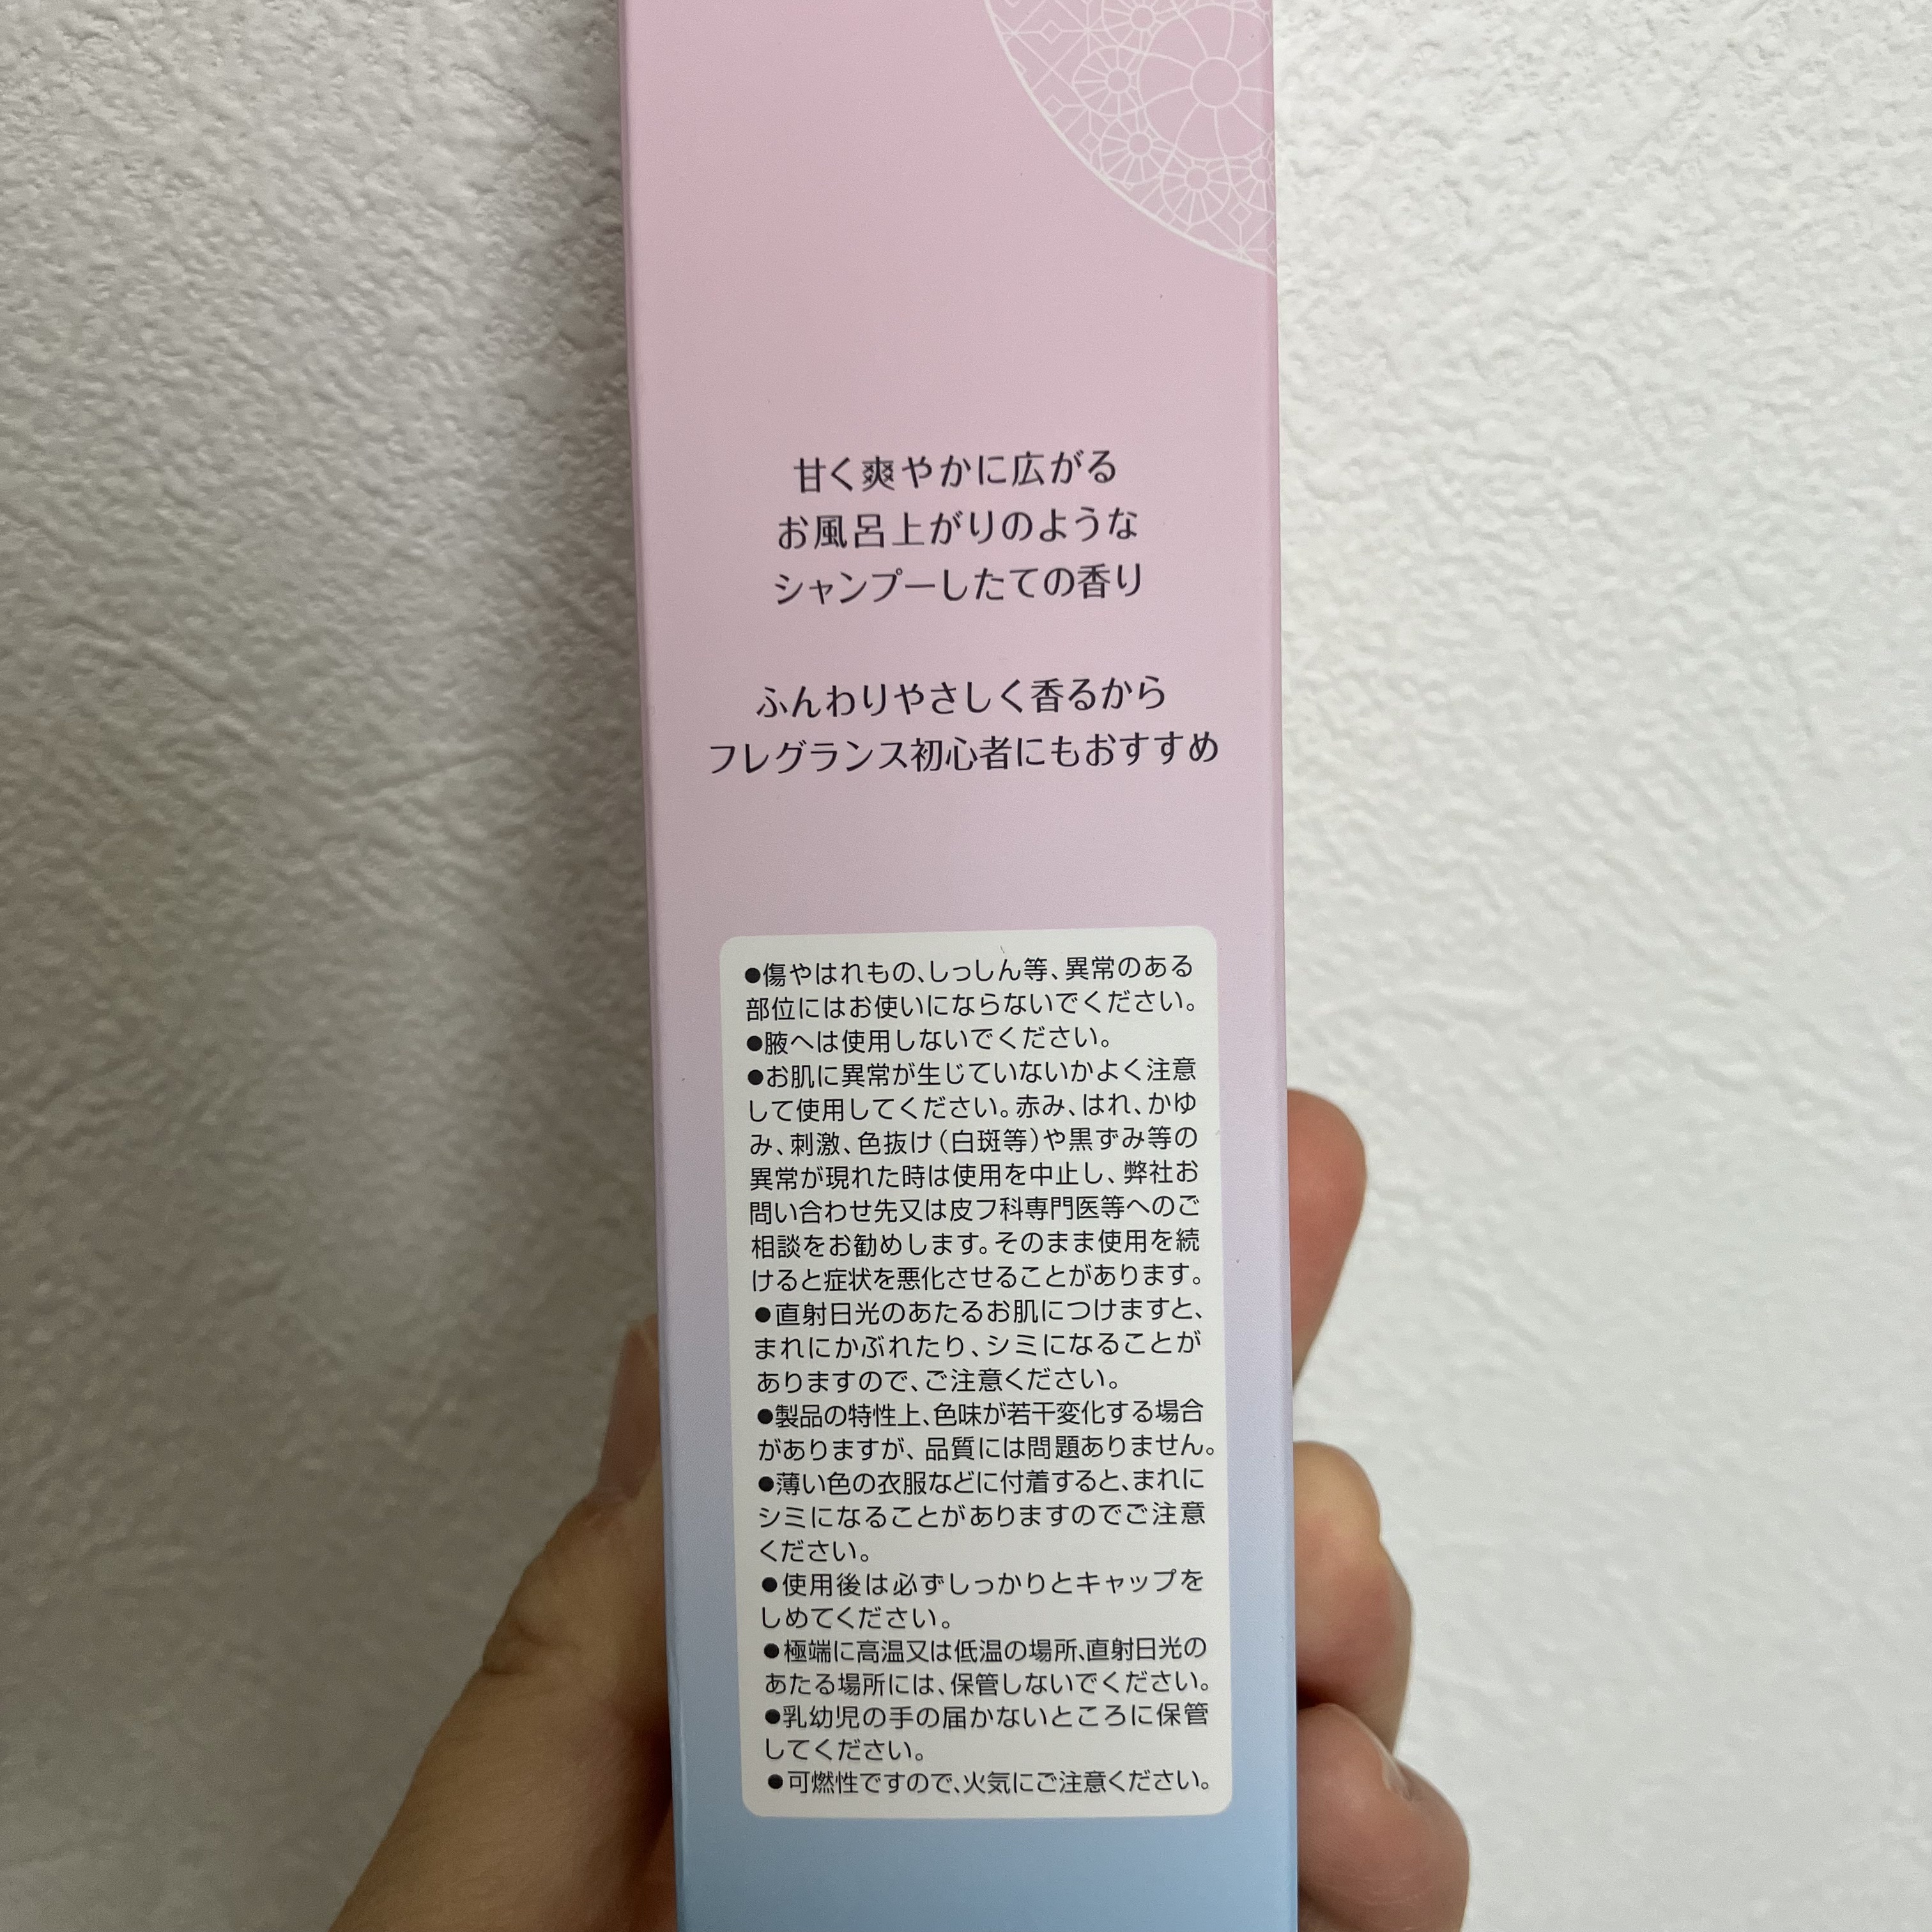 甘く爽やかに広がる
お風呂上がりのような
シャンプーしたての香り
ふんわりやさしく香るから
フレグランス初心者にもおすすめ
●傷やはれもの、しっしん等、異常のある
部位にはお使いにならないでください。
●腋へは使用しないでください。
●お肌に異常が生じていないかよく注意
して使用してください。赤み、はれ、かゆ
み、刺激、色抜け(白斑等)や黒ずみ等の
異常が現れた時は使用を中止し、弊社お
問い合わせ先又は皮フ科専門医等へのご
相談をお勧めします。そのまま使用を続
けると症状を悪化させることがあります。
●直射日光のあたるお肌につけますと、
まれにかぶれたり、シミになることが
ありますので、ご注意ください。
●製品の特性上、色味が若干変化する場合
がありますが、品質には問題ありません。
●薄い色の衣服などに付着すると、まれに
シミになることがありますのでご注意
ください。
●使用後は必ずしっかりとキャップを
しめてください。
●極端に高温又は低温の場所、直射日光の
あたる場所には、保管しないでください。
●乳幼児の手の届かないところに保管
してください。
●可燃性ですので、火気にご注意ください。